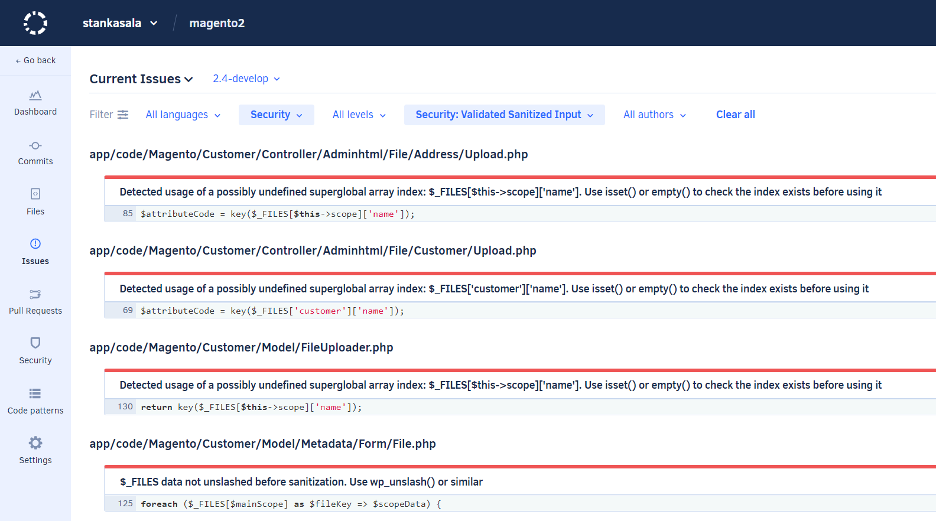 stankasala magento2
← Go back
Current Issues 2.4-develop
Filter All languages Security All levels Security: Validated Sanitized Input All authors Clear all
Dashboard
Commits
Files
Issues
Pull Requests
Security
Code patterns
Settings
app/code/Magento/Customer/Controller/Adminhtml/File/Address/Upload.php
Detected usage of a possibly undefined superglobal array index: $_FILES[$this->scope]['name']. Use isset() or empty() to check the index exists before using it
85 $attributeCode = key($_FILES[$this->scope]['name']);
app/code/Magento/Customer/Controller/Adminhtml/File/Customer/Upload.php
Detected usage of a possibly undefined superglobal array index: $_FILES['customer']['name']. Use isset() or empty() to check the index exists before using it
69 $attributeCode = key($_FILES['customer']['name']);
app/code/Magento/Customer/Model/FileUploader.php
Detected usage of a possibly undefined superglobal array index: $_FILES[$this->scope]['name']. Use isset() or empty() to check the index exists before using it
130 return key($_FILES[$this->scope]['name']);
app/code/Magento/Customer/Model/Metadata/Form/File.php
$_FILES data not unslashed before sanitization. Use wp_unslash() or similar
125 foreach ($_FILES[$mainScope] as $fileKey => $scopeData) {